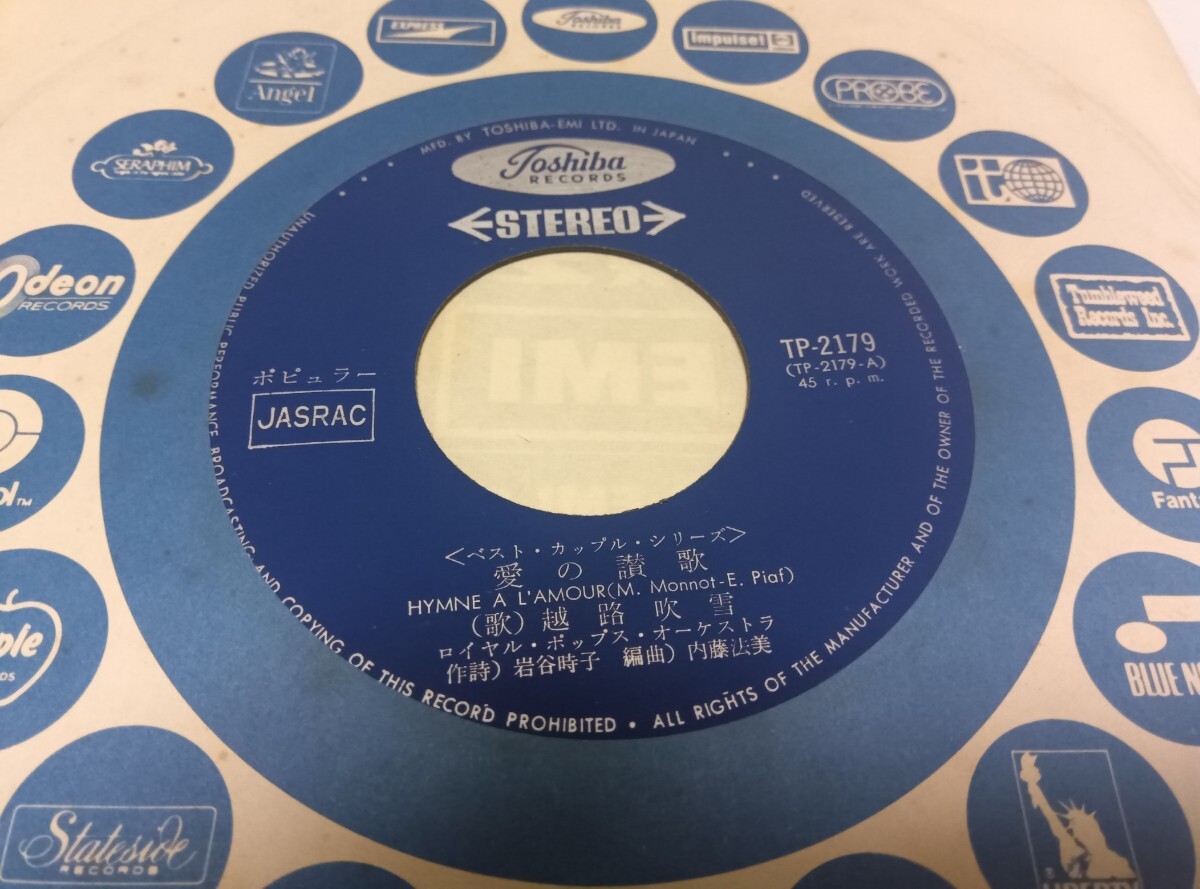 EXPRESS
Toshiba
RECORDS
impulse!
Angel
PROBE
SERAPHIM
Odeon
RECORDS
Tumbleweed
Records Inc.
Fant
BLUE N
Stateside
RECORDS
MFD. BY TOSHIBA-EMI LTD. IN JAPAN
Toshiba
RECORDS
STEREO
ポピュラー
JASRAC
TP-2179
(TP-2179-A)
45 r. p. m.
EMI
<ベスト・カップル・シリーズ>
愛の讃歌
HYMNE A L'AMOUR(M. Monnot-E. Piaf)
(歌) 越路吹雪
ロイヤル・ポップス・オーケストラ
作詩) 岩谷時子 編曲) 内藤法美
UNAUTHORIZED PUBLIC PERFORMANCE BROADCASTING AND COPYING OF THIS RECORD PROHIBITED • ALL RIGHTS OF THE MANUFACTURER AND OF THE OWNER OF THE RECORDED WORK ARE RESERVED